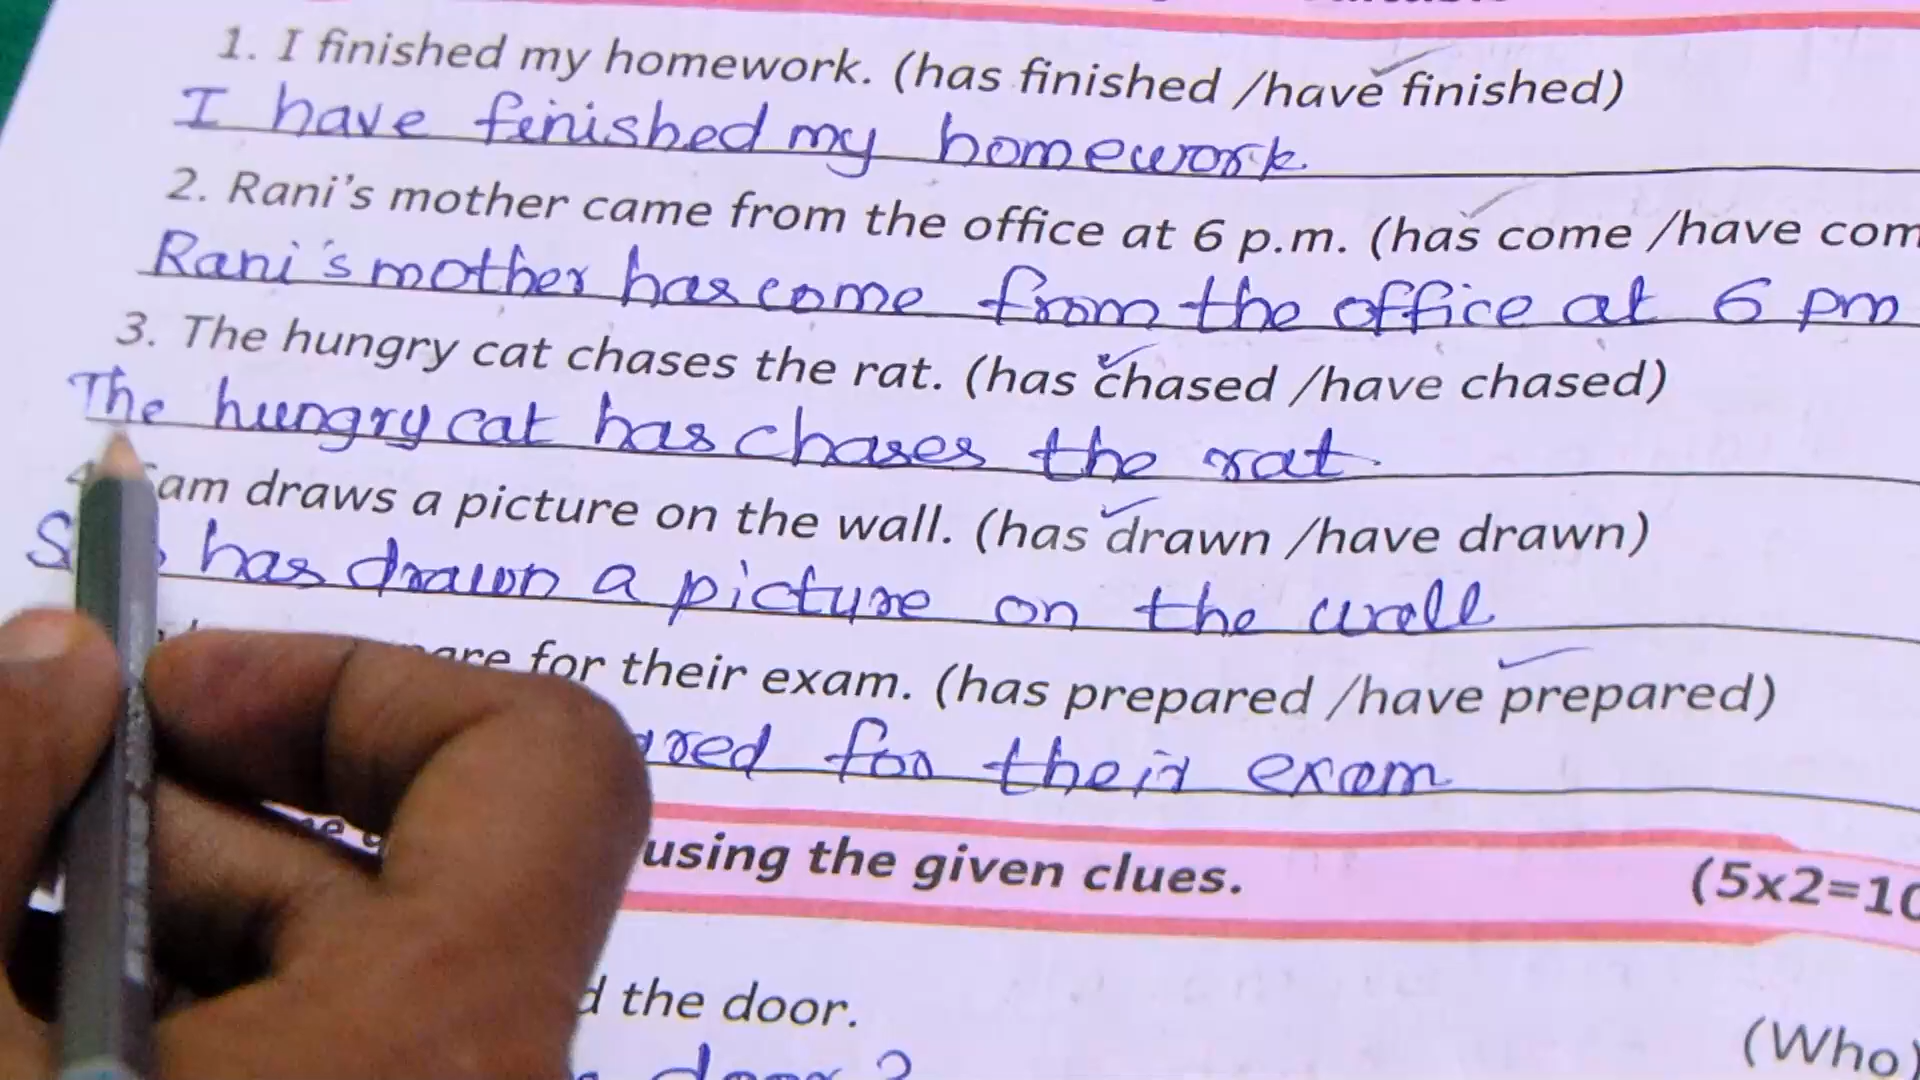 1. I finished my homework. (has finished /have finished)
I have finished my homework.
2. Rani's mother came from the office at 6 p.m. (has come /have com
Rani's mother has come from the office at 6 pm
3. The hungry cat chases the rat. (has chased /have chased)
The hungry cat has chases the rat.
4. Sam draws a picture on the wall. (has drawn /have drawn)
has drawn a picture on the wall
for their exam. (has prepared /have prepared)
for their exam
using the given clues. (5x2=10
the door.
(Who)
door?